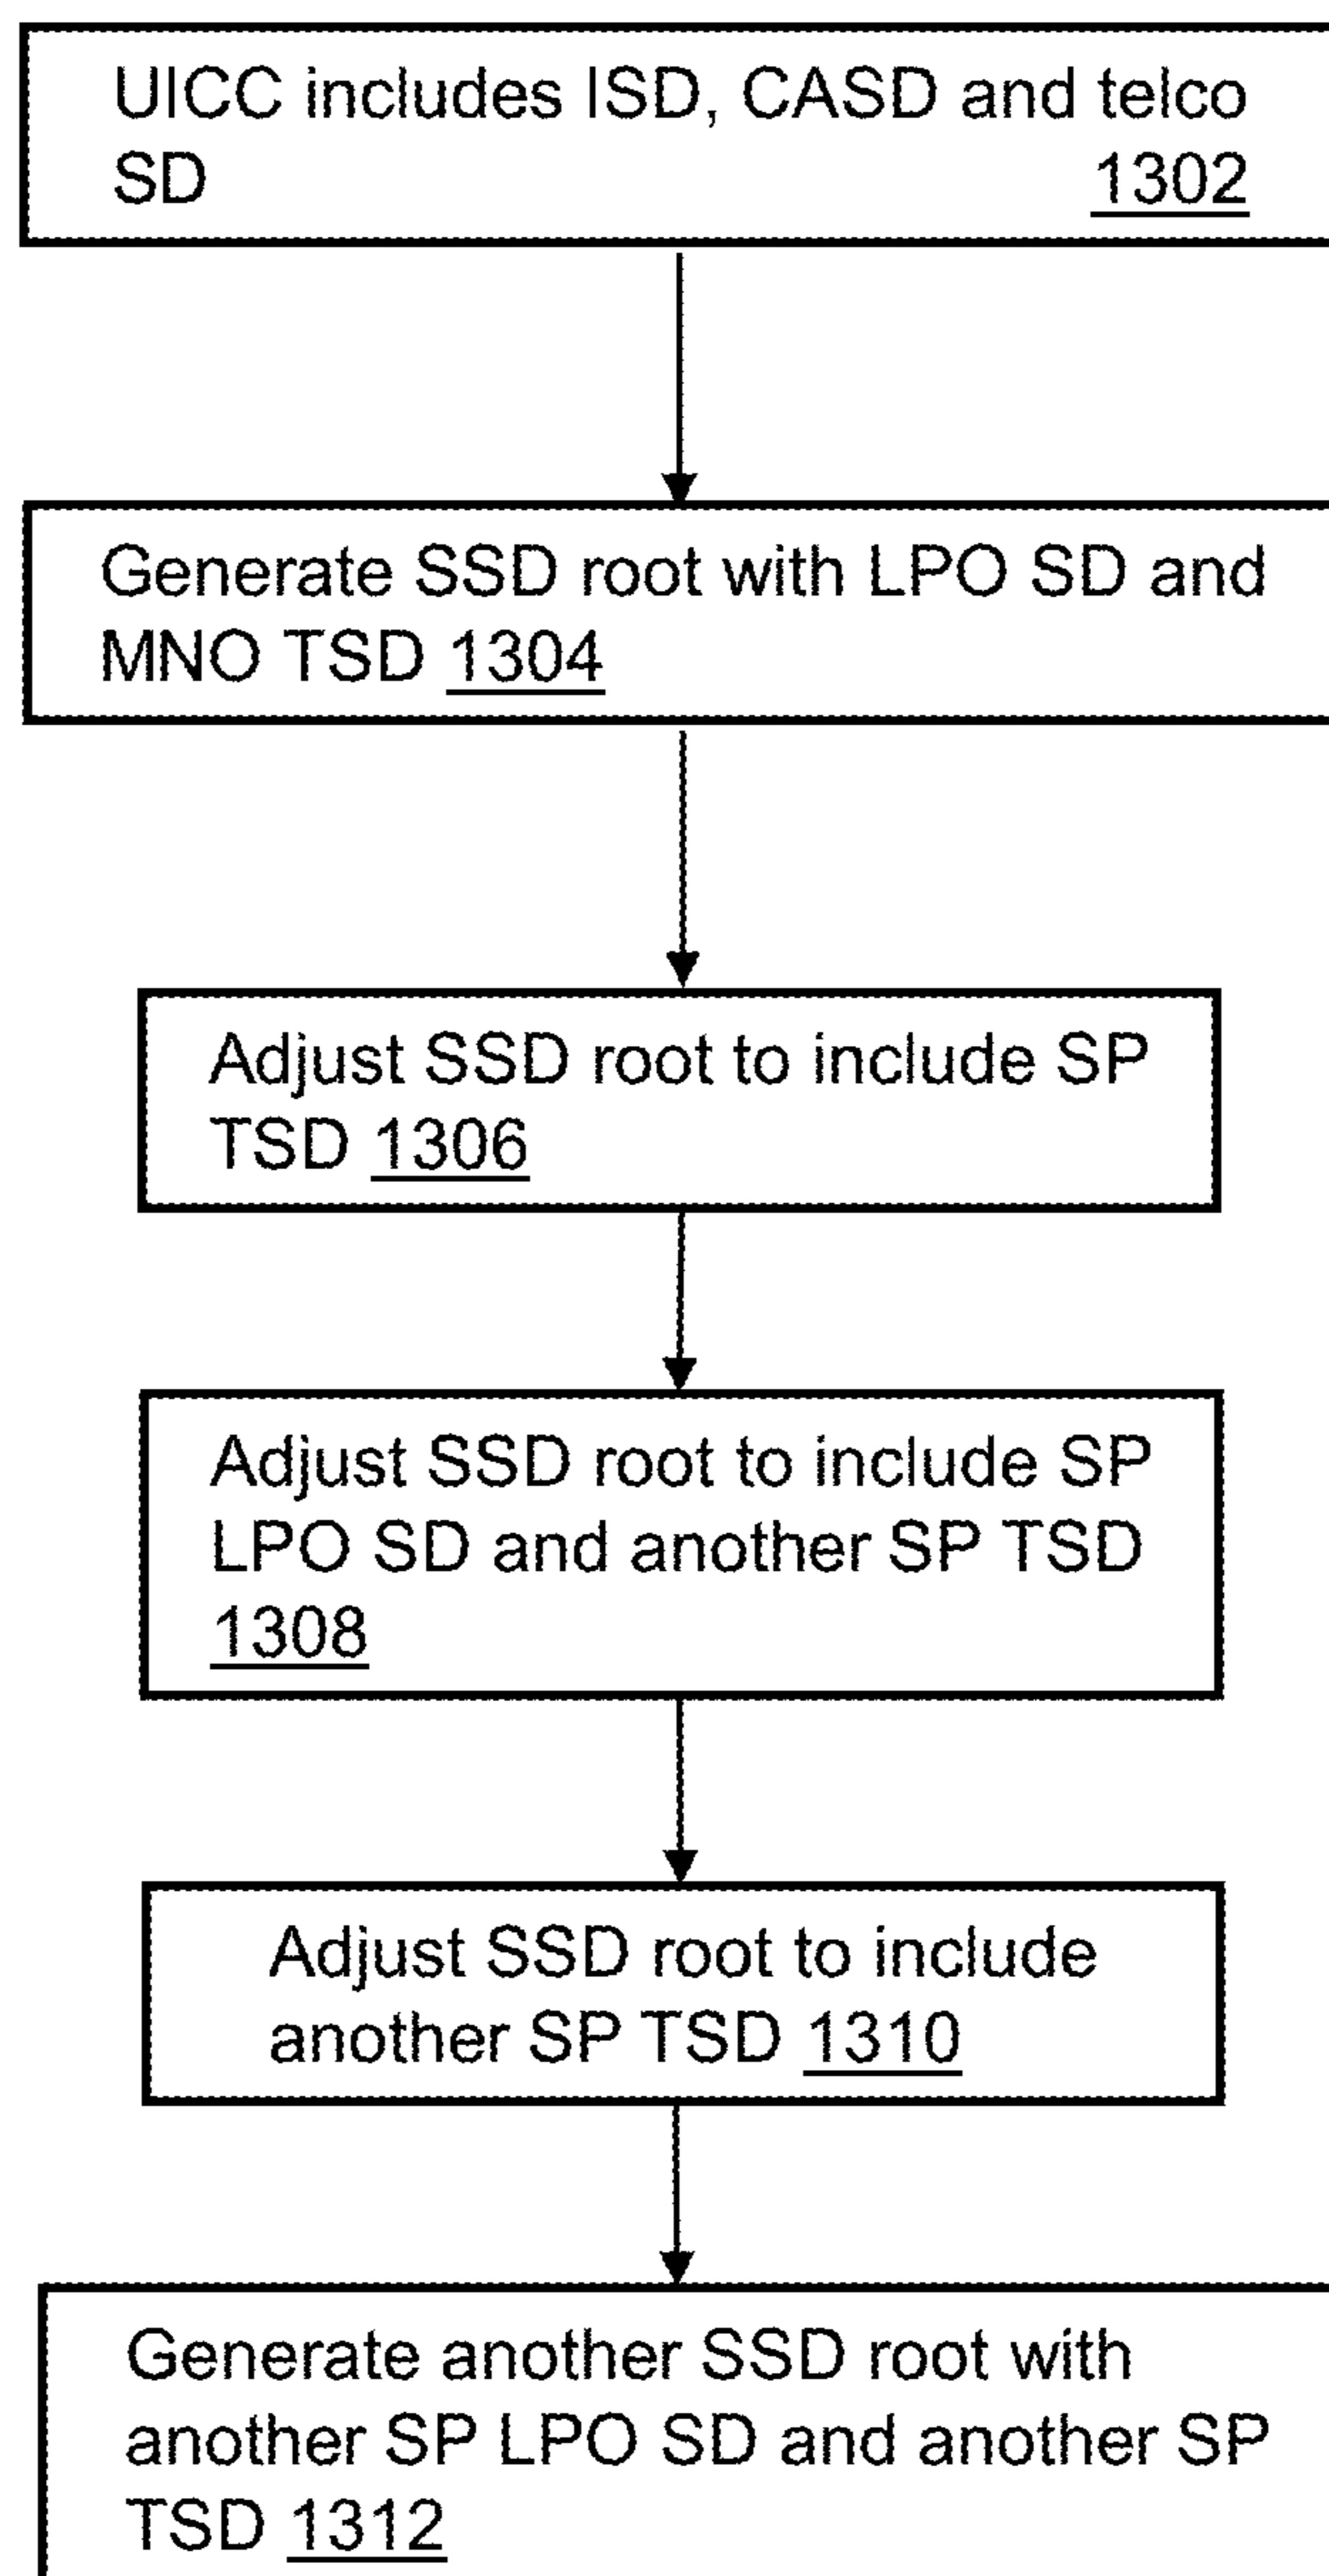 UICC includes ISD, CASD and telco
SD 1302
Generate SSD root with LPO SD and
MNO TSD 1304
Adjust SSD root to include SP
TSD 1306
Adjust SSD root to include SP
LPO SD and another SP TSD
1308
Adjust SSD root to include
another SP TSD 1310
Generate another SSD root with
another SP LPO SD and another SP
TSD 1312